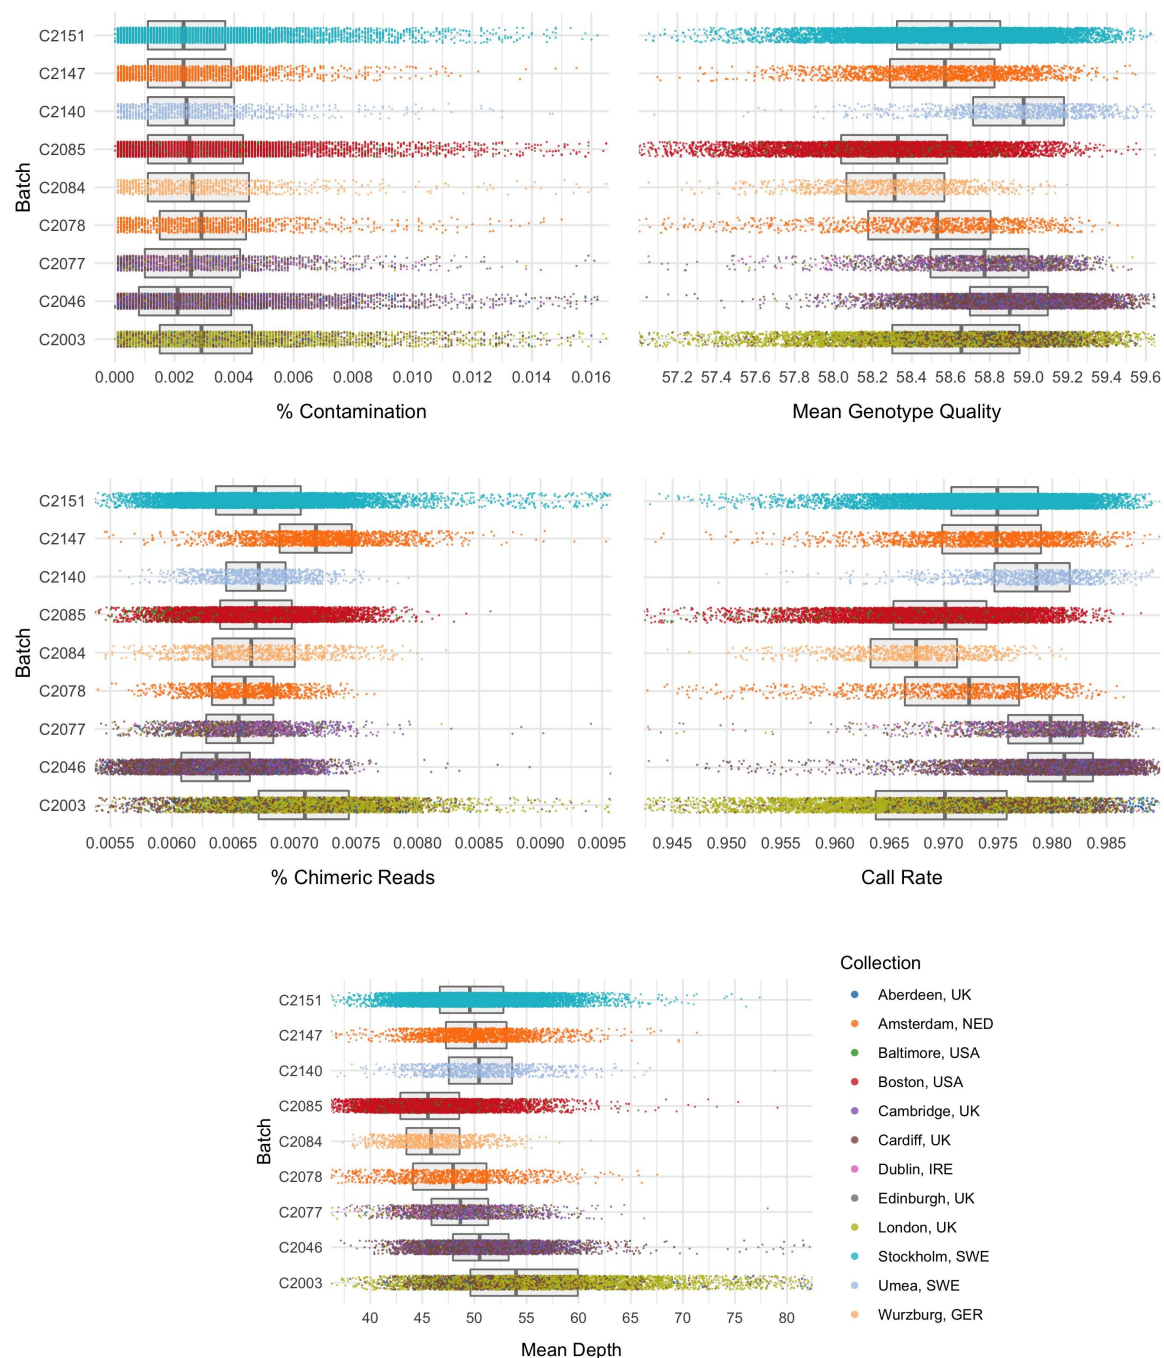 C2151
C2147
C2140
C2085
C2084
C2078
C2077
C2046
C2003
Batch
0.000 0.002 0.004 0.006 0.008 0.010 0.012 0.014 0.016
% Contamination
57.2 57.4 57.6 57.8 58.0 58.2 58.4 58.6 58.8 59.0 59.2 59.4 59.6
Mean Genotype Quality
C2151
C2147
C2140
C2085
C2084
C2078
C2077
C2046
C2003
Batch
0.0055 0.0060 0.0065 0.0070 0.0075 0.0080 0.0085 0.0090 0.0095
% Chimeric Reads
0.945 0.950 0.955 0.960 0.965 0.970 0.975 0.980 0.985
Call Rate
C2151
C2147
C2140
C2085
C2084
C2078
C2077
C2046
C2003
Batch
40 45 50 55 60 65 70 75 80
Mean Depth
Collection
Aberdeen, UK
Amsterdam, NED
Baltimore, USA
Boston, USA
Cambridge, UK
Cardiff, UK
Dublin, IRE
Edinburgh, UK
London, UK
Stockholm, SWE
Umea, SWE
Wurzburg, GER